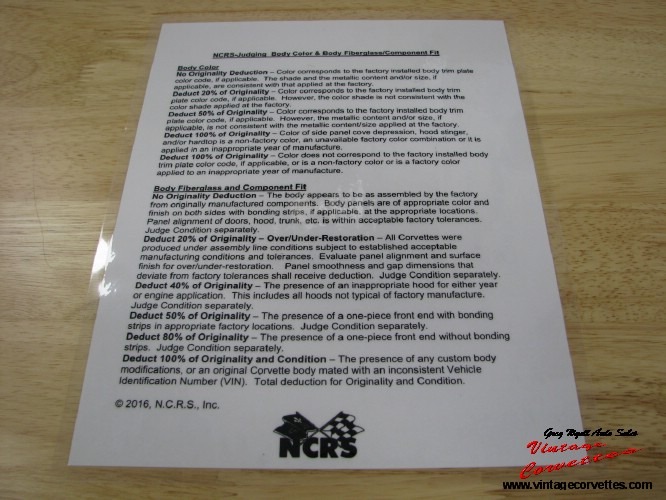 NCRS-Judging  Body Color & Body Fiberglass/Component Fit
Body Color
No Originality Deduction – Color corresponds to the factory installed body trim plate
color code, if applicable.  The shade and the metallic content and/or size, if
applicable, are consistent with that applied at the factory.
Deduct 20% of Originality – Color corresponds to the factory installed body trim
plate color code, if applicable.  However, the color shade is not consistent with the
color shade applied at the factory.
Deduct 50% of Originality – Color corresponds to the factory installed body trim
plate color code, if applicable.  However, the metallic content and/or size, if
applicable, is not consistent with the metallic content/size applied at the factory.
Deduct 100% of Originality – Color of side panel cove depression, hood stinger,
and/or hardtop is a non-factory color, an unavailable factory color combination or it is
applied in an inappropriate year of manufacture.
Deduct 100% of Originality – Color does not correspond to the factory installed body
trim plate color code, if applicable, or is a non-factory color or is a factory color
applied to an inappropriate year of manufacture.
Body Fiberglass and Component Fit
No Originality Deduction – The body appears to be as assembled by the factory
from originally manufactured components.  Body panels are of appropriate color and
finish on both sides with bonding strips, if applicable, at the appropriate locations.
Panel alignment of doors, hood, trunk, etc. is within acceptable factory tolerances.
Judge Condition separately.
Deduct 20% of Originality – Over/Under-Restoration – All Corvettes were
produced under assembly line conditions subject to established acceptable
manufacturing conditions and tolerances.  Evaluate panel alignment and surface
finish for over/under-restoration.  Panel smoothness and gap dimensions that
deviate from factory tolerances shall receive deduction.  Judge Condition separately.
Deduct 40% of Originality – The presence of an inappropriate hood for either year
or engine application.  This includes all hoods not typical of factory manufacture.
Judge Condition separately.
Deduct 50% of Originality – The presence of a one-piece front end with bonding
strips in appropriate factory locations.  Judge Condition separately.
Deduct 80% of Originality – The presence of a one-piece front end without bonding
strips.  Judge Condition separately.
Deduct 100% of Originality and Condition – The presence of any custom body
modifications, or an original Corvette body mated with an inconsistent Vehicle
Identification Number (VIN).  Total deduction for Originality and Condition.
© 2016, N.C.R.S., Inc.
NCRS
Greg Wyatt Auto Sales
Vintage
Corvettes
www.vintagecorvettes.com